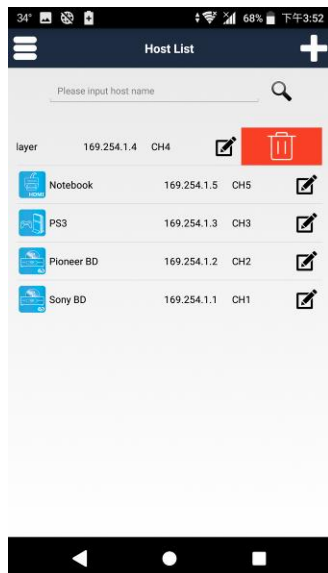 34° 68% 下午3:52
Host List
Please input host name
layer 169.254.1.4 CH4
Notebook 169.254.1.5 CH5
PS3 169.254.1.3 CH3
Pioneer BD 169.254.1.2 CH2
Sony BD 169.254.1.1 CH1